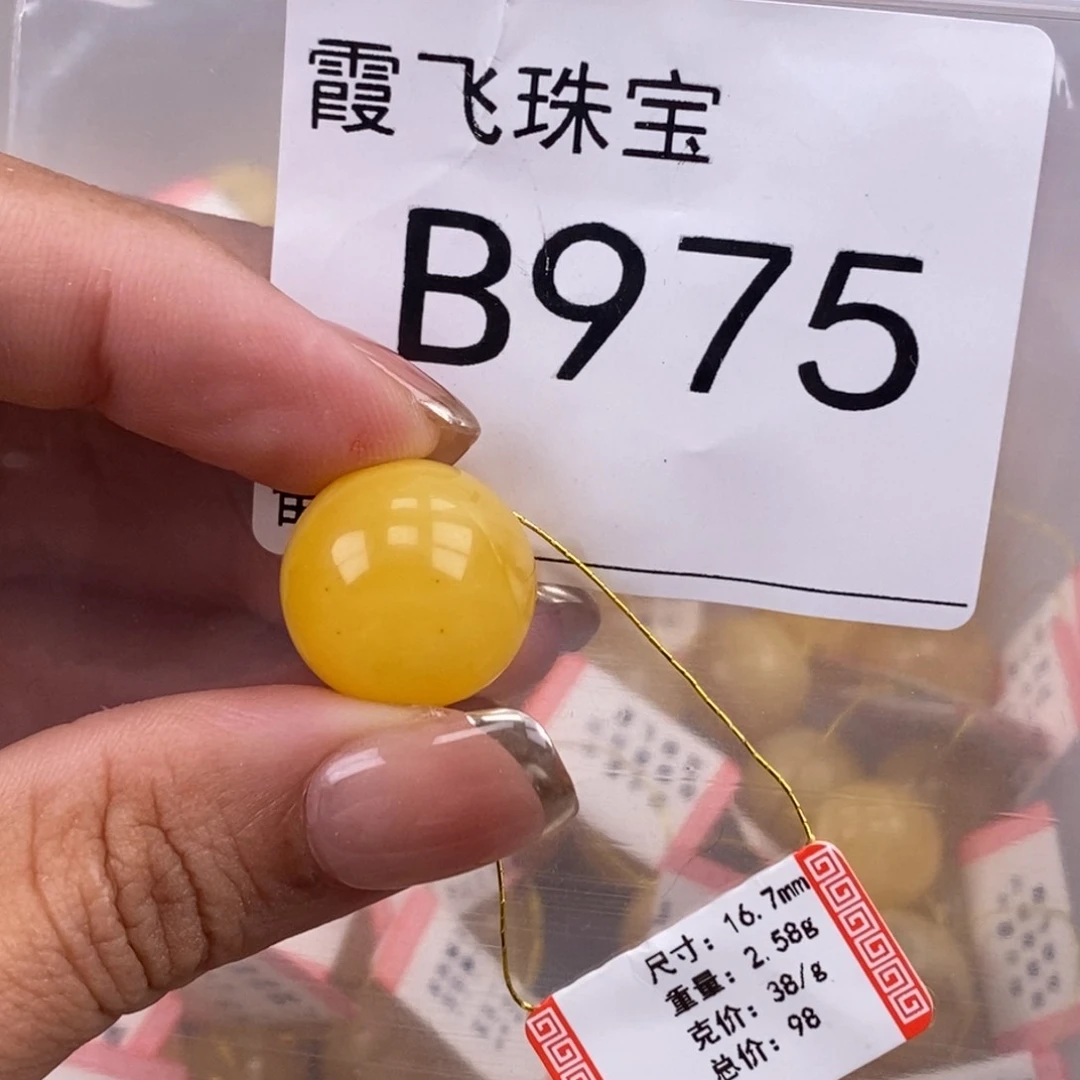 霞飞珠宝
B975
尺寸: 16.7mm
重量: 2.58g
克价: 38/g
总价: 98